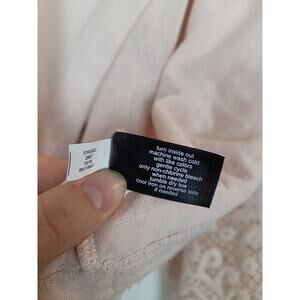 turn inside out
machine wash cold
with like colors
gentle cycle
only non-chlorine bleach
when needed
tumble dry low
cool iron on reverse side
if needed